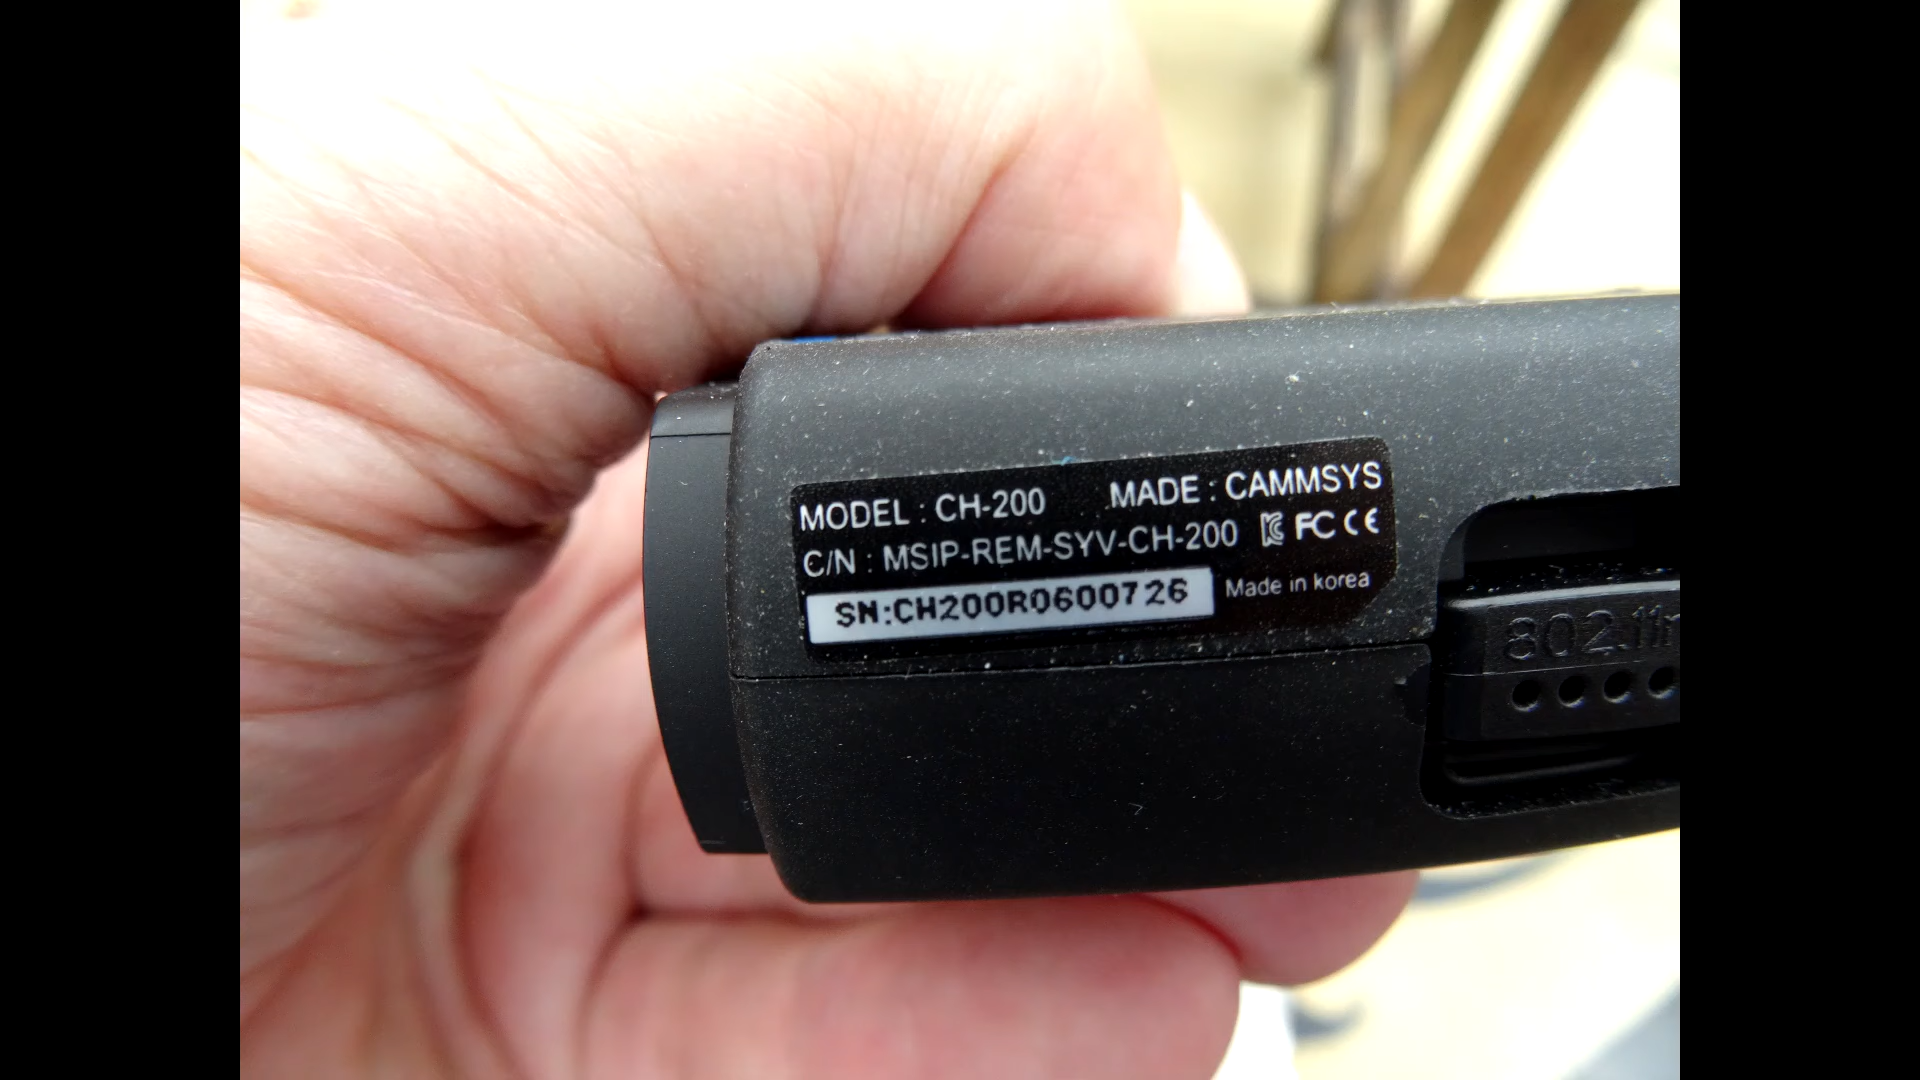 MODEL : CH-200 MADE : CAMMSYS
C/N : MSIP-REM-SYV-CH-200 FC CE
SN:CH200R0600726 Made in korea
802.11n